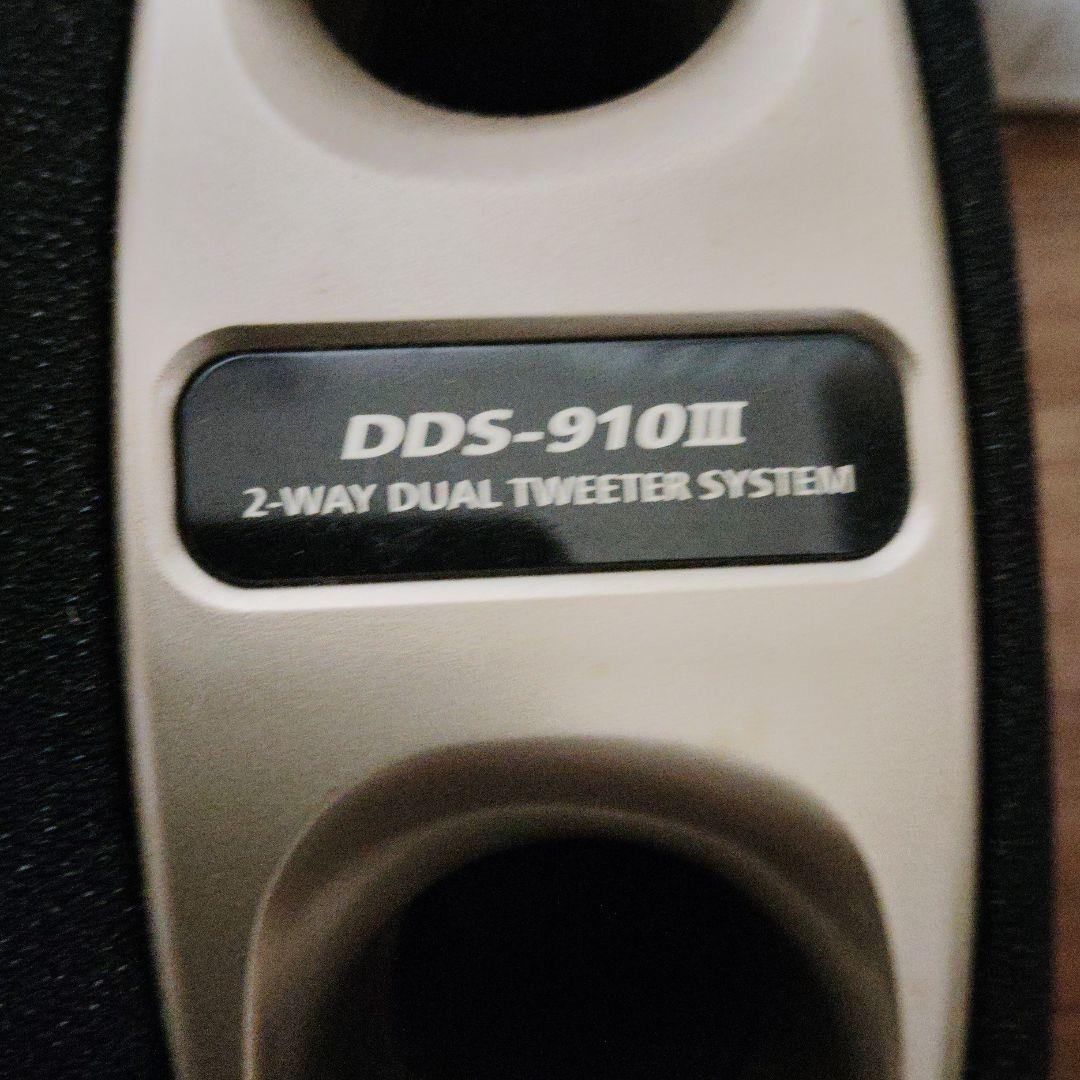 DDS-910III
2-WAY DUAL TWEETER SYSTEM